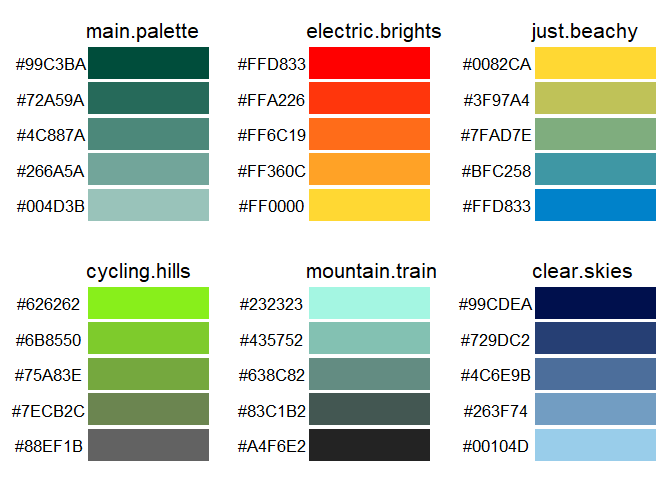 main.palette
#99C3BA
#72A59A
#4C887A
#266A5A
#004D3B
electric.brights
#FFD833
#FFA226
#FF6C19
#FF360C
#FF0000
just.beachy
#0082CA
#3F97A4
#7FAD7E
#BFC258
#FFD833
cycling.hills
#626262
#6B8550
#75A83E
#7ECB2C
#88EF1B
mountain.train
#232323
#435752
#638C82
#83C1B2
#A4F6E2
clear.skies
#99CDEA
#729DC2
#4C6E9B
#263F74
#00104D